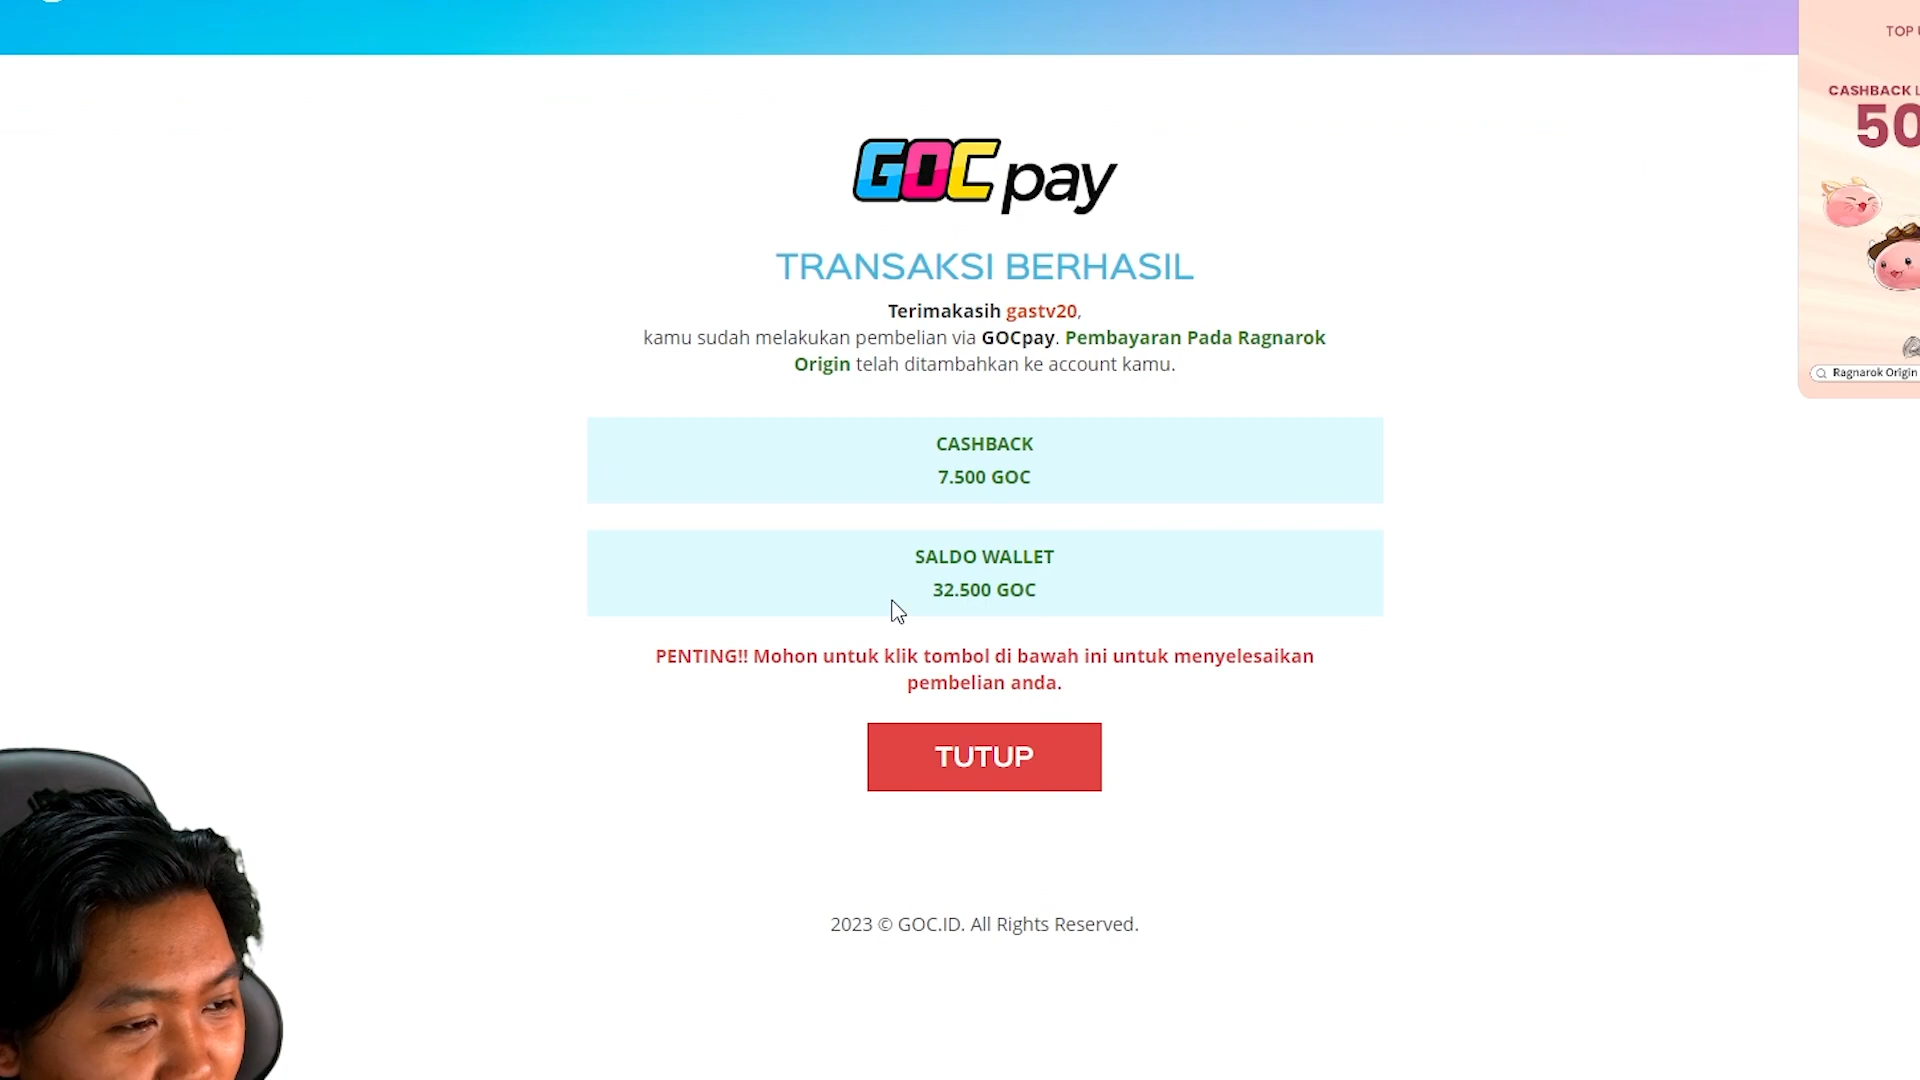 TOP
CASHBACK
50
GOC pay
TRANSAKSI BERHASIL
Terimakasih gastv20,
kamu sudah melakukan pembelian via GOCpay. Pembayaran Pada Ragnarok
Origin telah ditambahkan ke account kamu.
Ragnarok Origin
CASHBACK
7.500 GOC
SALDO WALLET
32.500 GOC
PENTING!! Mohon untuk klik tombol di bawah ini untuk menyelesaikan
pembelian anda.
TUTUP
2023 © GOC.ID. All Rights Reserved.